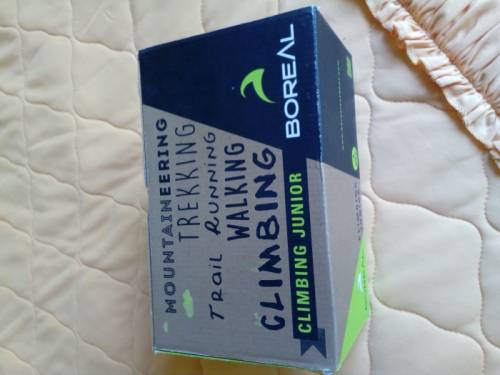 BOREAL
MOUNTAINEERING
TREKKING
TRAIL RUNNING
WALKING
CLIMBING
CLIMBING JUNIOR